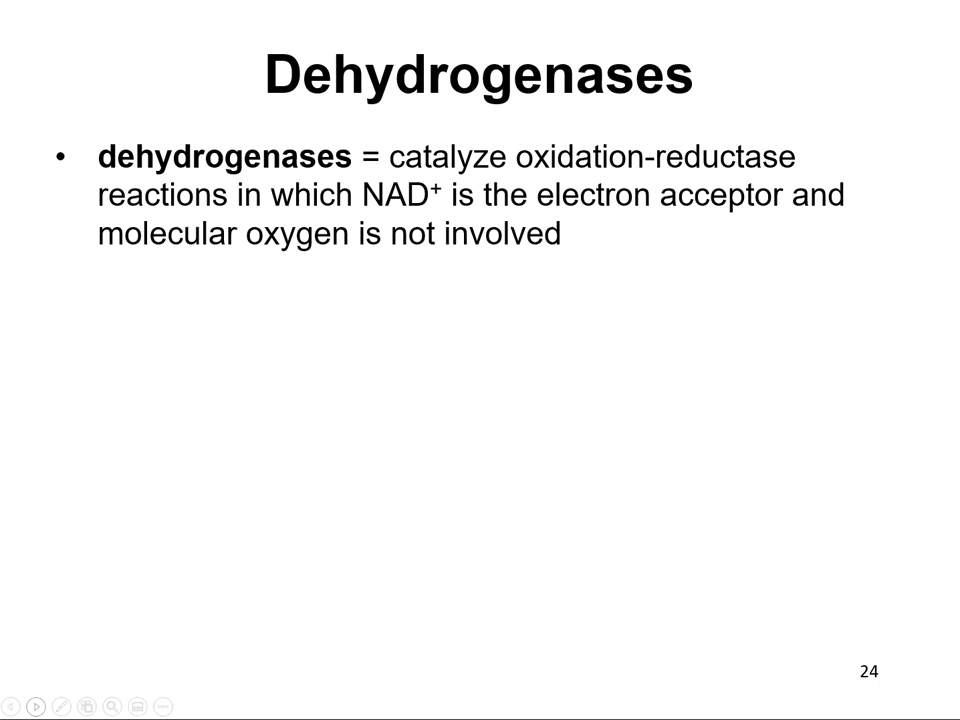 Dehydrogenases
• dehydrogenases = catalyze oxidation-reductase
reactions in which NAD⁺ is the electron acceptor and
molecular oxygen is not involved
24